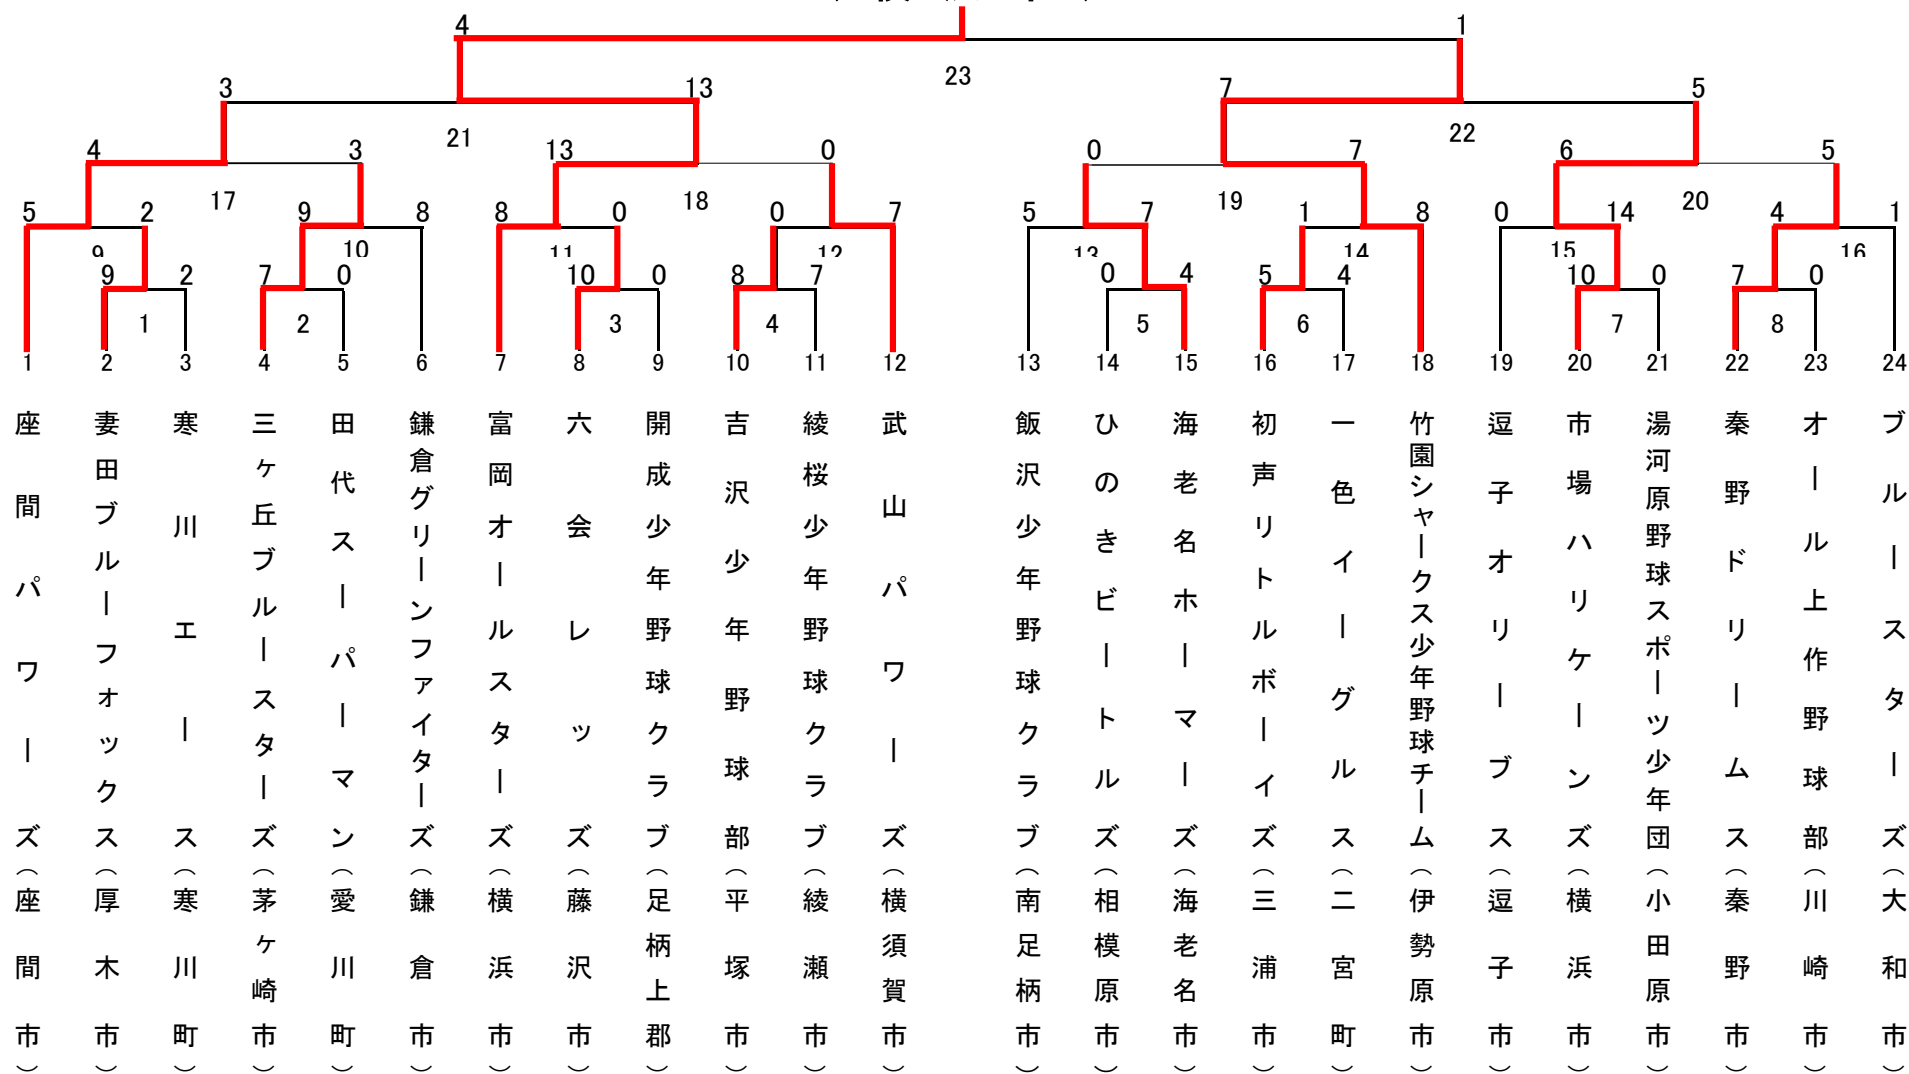 4 1
23
3 13 7 5
21 22
4 3 13 0 0 7 6 5
17 18 19 20
5 2 9 8 8 0 0 7 5 7 1 8 0 14 4 1
9 10 11 12 13 14 15 16
9 2 7 0 10 0 8 7 0 4 5 4 10 0 7 0
1 2 3 4 5 6 7 8
1 2 3 4 5 6 7 8 9 10 11 12 13 14 15 16 17 18 19 20 21 22 23 24
座間パワーズ(座間市)
妻田ブルーフォックス(厚木市)
寒川エース(寒川町)
三ヶ丘ブルースターズ(茅ヶ崎市)
田代スーパーマン(愛川町)
鎌倉グリーンファイターズ(鎌倉市)
富岡オールスターズ(横浜市)
六会レッズ(藤沢市)
開成少年野球クラブ(足柄上郡)
吉沢少年野球部(平塚市)
綾桜少年野球クラブ(綾瀬市)
武山パワーズ(横須賀市)
飯沢少年野球クラブ(南足柄市)
ひのきビートルズ(相模原市)
海老名ホーマーズ(海老名市)
初声リトルボーイズ(三浦市)
一色イーグルス(二宮町)
竹園シャークス少年野球チーム(伊勢原市)
逗子オリーブス(逗子市)
市場ハリケーンズ(横浜市)
湯河原野球スポーツ少年団(小田原市)
秦野ドリームス(秦野市)
オール上作野球部(川崎市)
ブルースターズ(大和市)